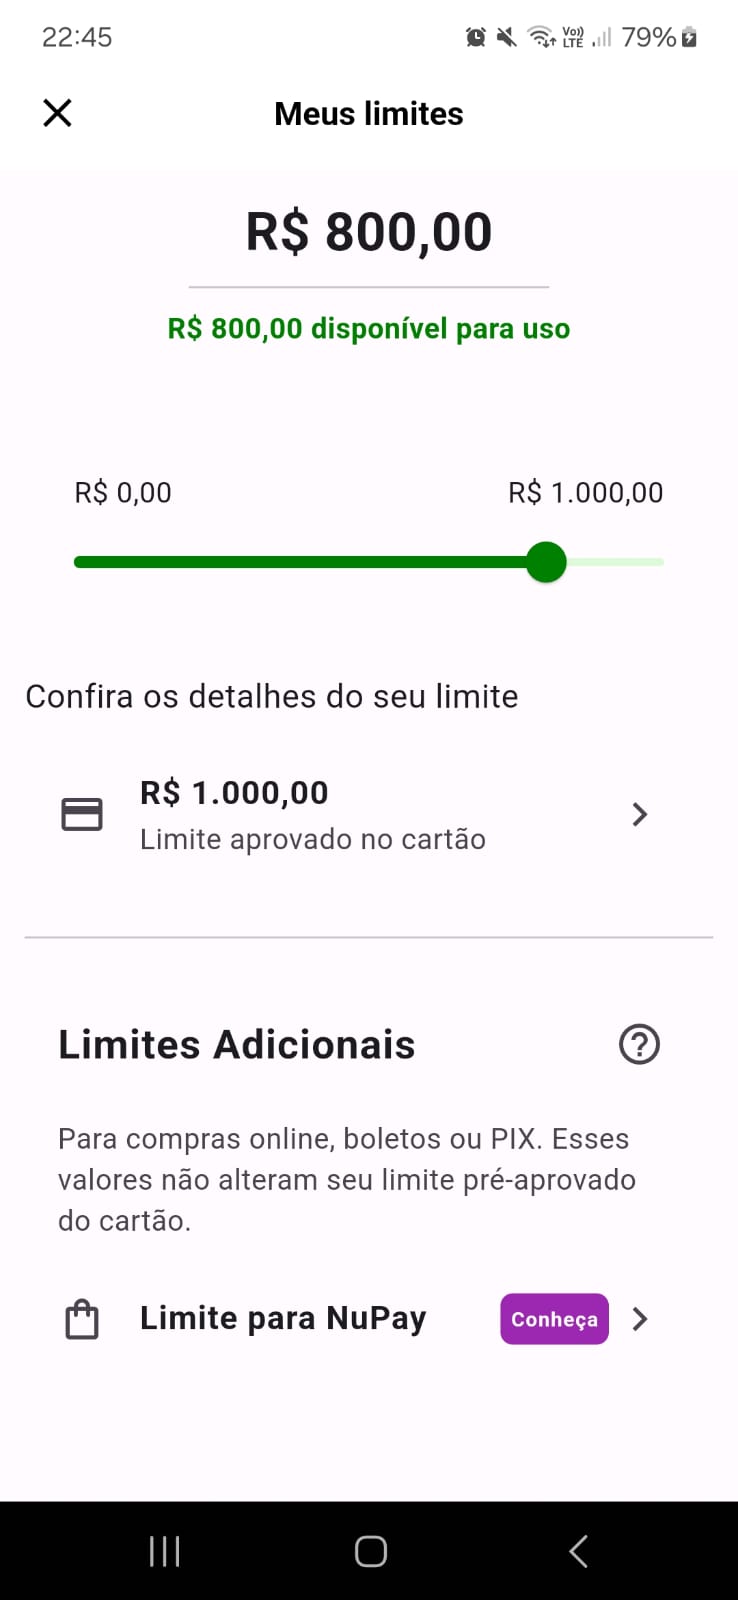 22:45
Vo))
LTE
79%
Meus limites
R$ 800,00
R$ 800,00 disponível para uso
R$ 0,00
R$ 1.000,00
Confira os detalhes do seu limite
R$ 1.000,00
Limite aprovado no cartão
Limites Adicionais
?
Para compras online, boletos ou PIX. Esses
valores não alteram seu limite pré-aprovado
do cartão.
Limite para NuPay
Conheça